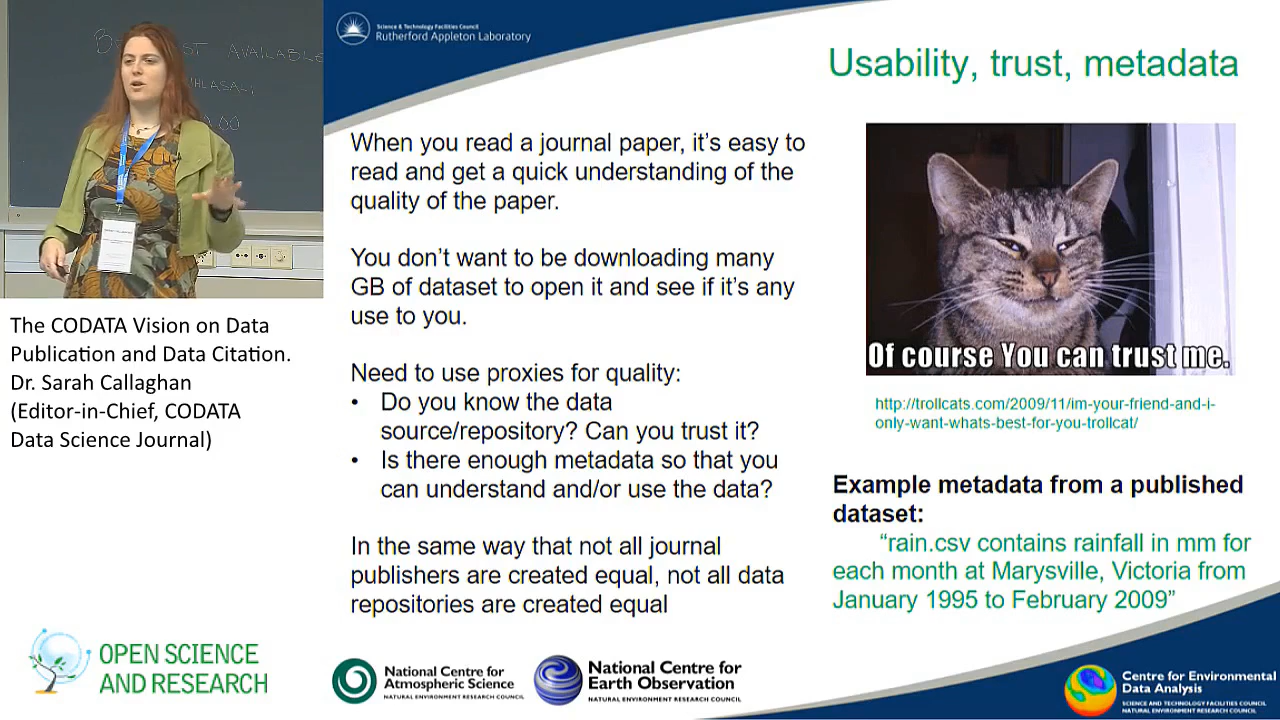 BE
ST AVAILABLE
Science & Technology Facilities Council
Rutherford Appleton Laboratory
Usability, trust, metadata
When you read a journal paper, it's easy to
read and get a quick understanding of the
quality of the paper.
You don't want to be downloading many
GB of dataset to open it and see if it's any
use to you.
Need to use proxies for quality:
• Do you know the data
source/repository? Can you trust it?
• Is there enough metadata so that you
can understand and/or use the data?
In the same way that not all journal
publishers are created equal, not all data
repositories are created equal
Of course You can trust me.
http://trollcats.com/2009/11/im-your-friend-and-i-
only-want-whats-best-for-you-trollcat/
Example metadata from a published
dataset:
“rain.csv contains rainfall in mm for
each month at Marysville, Victoria from
January 1995 to February 2009”
The CODATA Vision on Data
Publication and Data Citation.
Dr. Sarah Callaghan
(Editor-in-Chief, CODATA
Data Science Journal)
OPEN SCIENCE
AND RESEARCH
National Centre for
Atmospheric Science
NATURAL ENVIRONMENT RESEARCH COUNCIL
National Centre for
Earth Observation
NATURAL ENVIRONMENT RESEARCH COUNCIL
Centre for Environmental
Data Analysis
SCIENCE AND TECHNOLOGY FACILITIES COUNCIL
NATURAL ENVIRONMENT RESEARCH COUNCIL